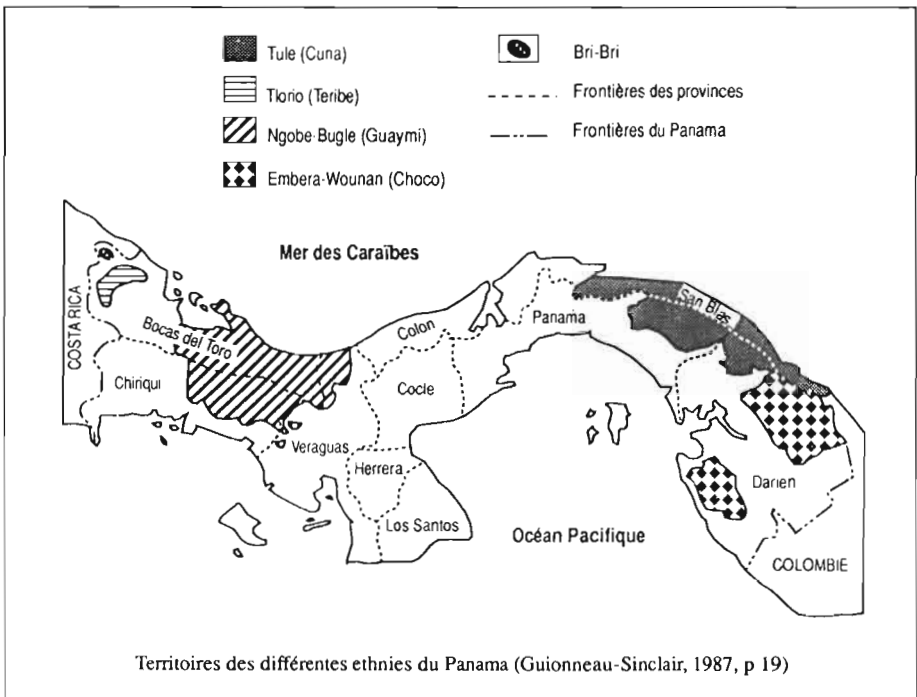 Tule (Cuna)
Tlorio (Teribe)
Ngobe-Bugle (Guaymi)
Embera-Wounan (Choco)
Bri-Bri
Frontières des provinces
Frontières du Panama
Mer des Caraïbes
COSTA RICA
Bocas del Toro
Chiriqui
Colon
Panama
San Blas
Cocle
Veraguas
Herrera
Los Santos
Darien
Océan Pacifique
COLOMBIE
Territoires des différentes ethnies du Panama (Guionneau-Sinclair, 1987, p 19)